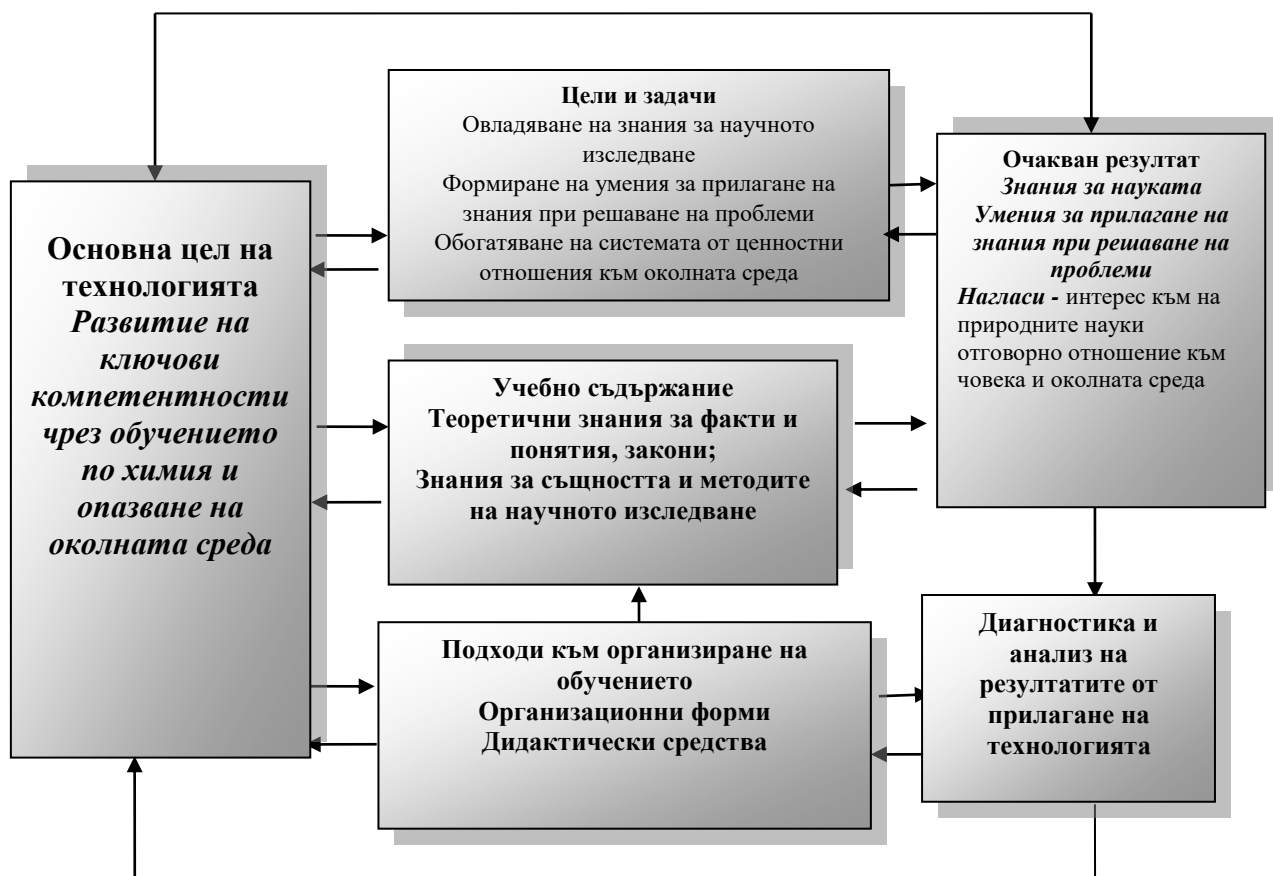 Цели и задачи
Овладяване на знания за научното
изследване
Формиране на умения за прилагане на
знания при решаване на проблеми
Обогатяване на системата от ценностни
отношения към околната среда
Очакван резултат
Знания за науката
Умения за прилагане на
знания при решаване на
проблеми
Нагласи - интерес към на
природните науки
отговорно отношение към
човека и околната среда
Основна цел на
технологията
Развитие на
ключови
компетентности
чрез обучението
по химия и
опазване на
околната среда
Учебно съдържание
Теоретични знания за факти и
понятия, закони;
Знания за същността и методите
на научното изследване
Подходи към организиране на
обучението
Организационни форми
Дидактически средства
Диагностика и
анализ на
резултатите от
прилагане на
технологията